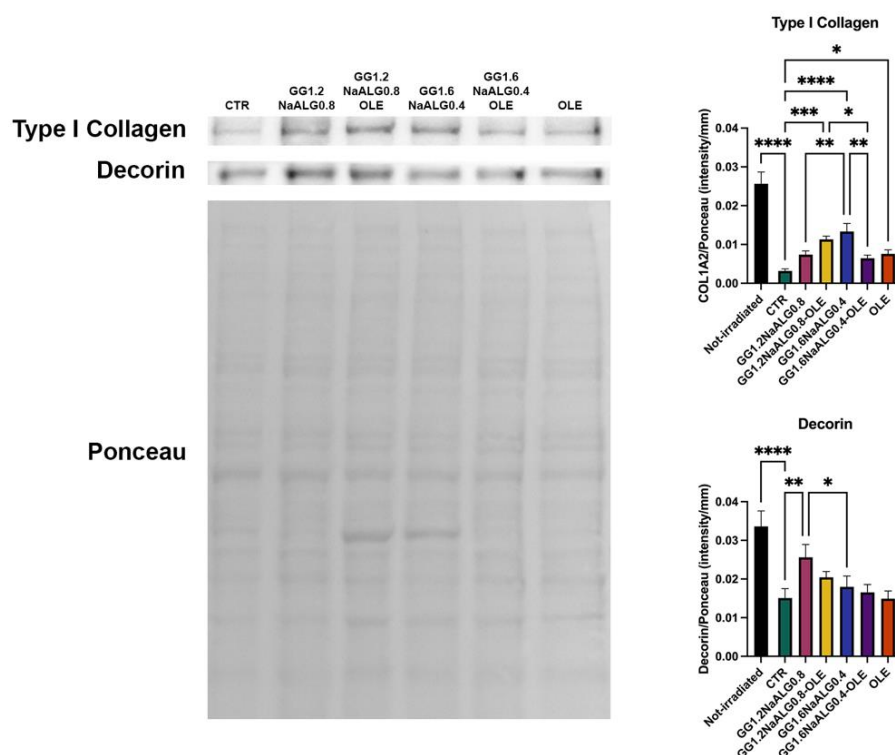 CTR
GG1.2
NaALG0.8
GG1.2
NaALG0.8
OLE
GG1.6
NaALG0.4
GG1.6
NaALG0.4
OLE
OLE
Type I Collagen
Decorin
Ponceau
Type I Collagen
*
****
***
*
****
**
**
COL1A2/Ponceau (intensity/mm)
0.04
0.03
0.02
0.01
0.00
Not-irradiated
CTR
GG1.2NaALG0.8
GG1.2NaALG0.8-OLE
GG1.6NaALG0.4
GG1.6NaALG0.4-OLE
OLE
Decorin
****
**
*
Decorin/Ponceau (intensity/mm)
0.04
0.03
0.02
0.01
0.00
Not-irradiated
CTR
GG1.2NaALG0.8
GG1.2NaALG0.8-OLE
GG1.6NaALG0.4
GG1.6NaALG0.4-OLE
OLE